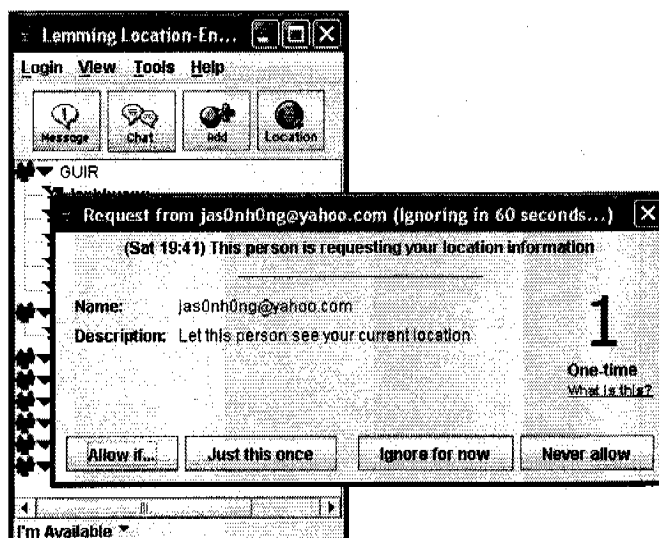 Lemming Location-En...
Login View Tools Help
Message Chat Add Location
GUIR
Request from jas0nh0ng@yahoo.com (Ignoring in 60 seconds...)
(Sat 19:41) This person is requesting your location information
Name: jas0nh0ng@yahoo.com
Description: Let this person see your current location
1
One-time
What is this?
Allow if... Just this once Ignore for now Never allow
I'm Available